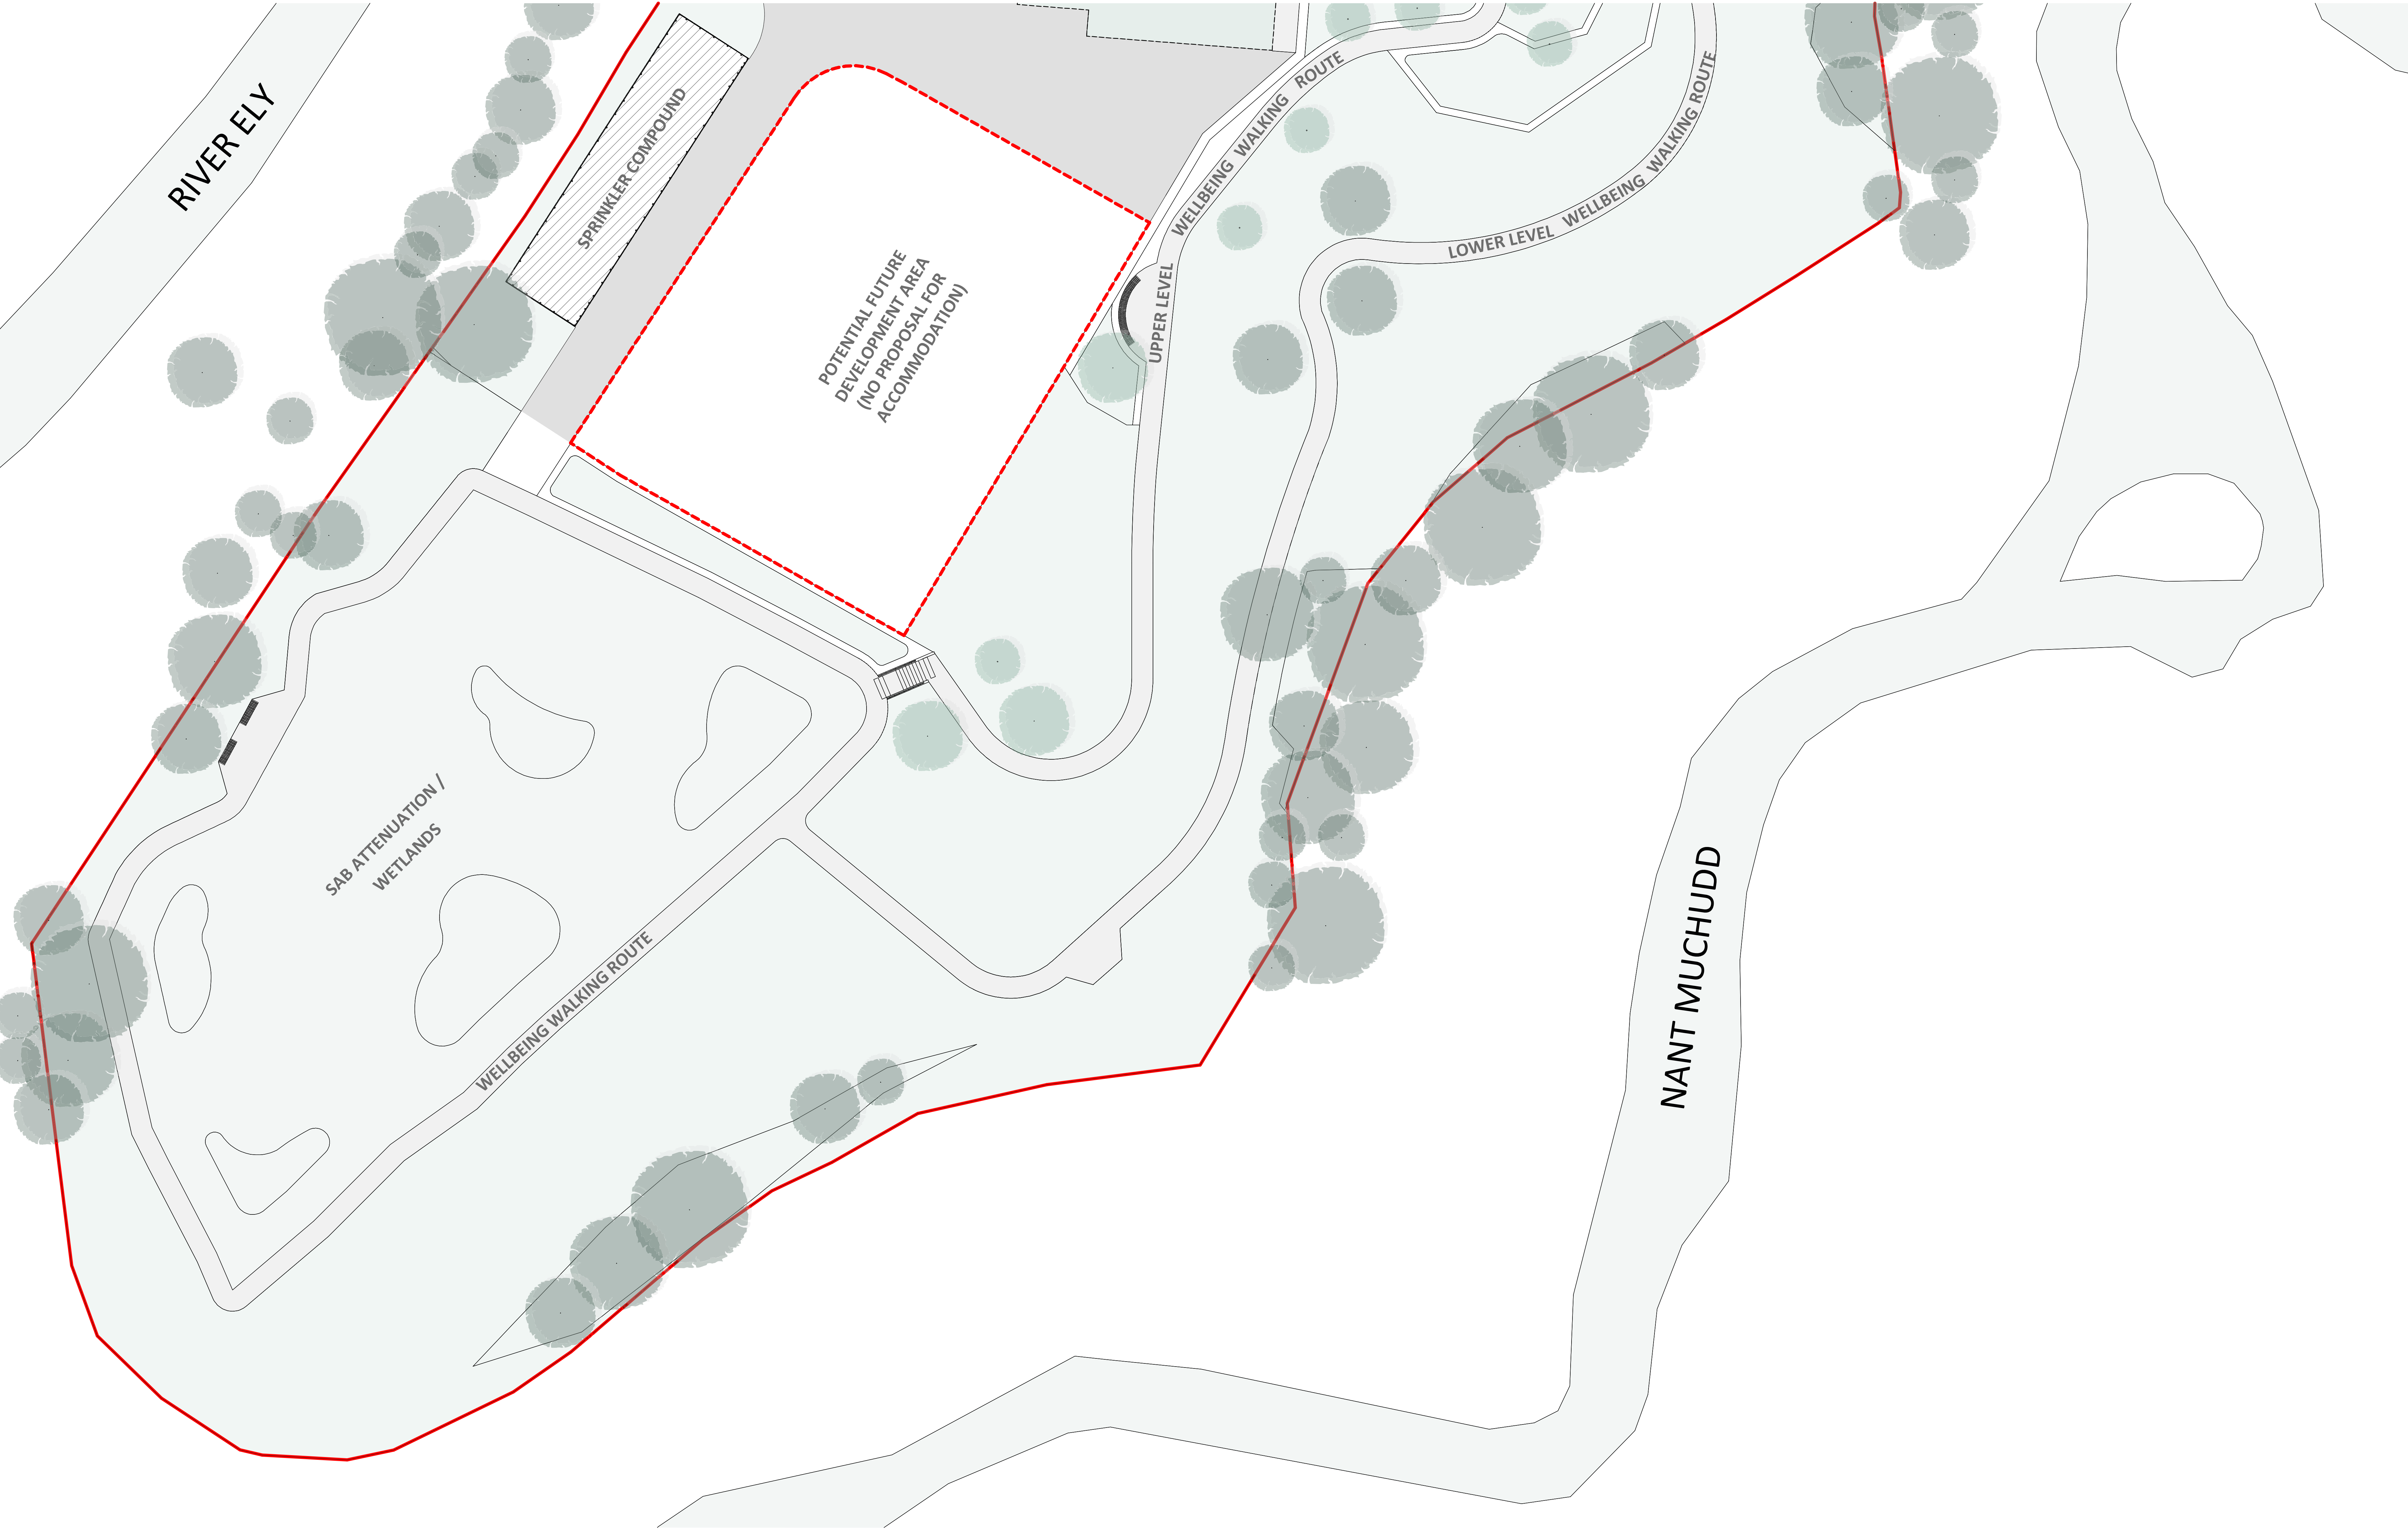 RIVER ELY
SPRINKLER COMPOUND
POTENTIAL FUTURE
DEVELOPMENT AREA
(NO PROPOSAL FOR
ACCOMMODATION)
UPPER LEVEL WELLBEING WALKING ROUTE
LOWER LEVEL WELLBEING WALKING ROUTE
SAB ATTENUATION /
WETLANDS
WELLBEING WALKING ROUTE
NANT MUCHUDD